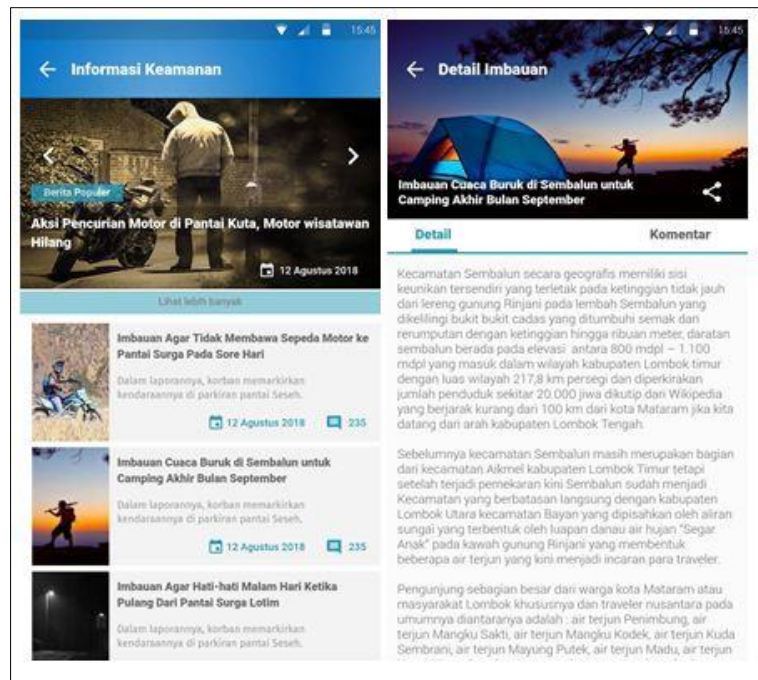 15:45
Informasi Keamanan
Berita Populer
Aksi Pencurian Motor di Pantai Kuta, Motor wisatawan
Hilang
12 Agustus 2018
Lihat lebih banyak
Imbauan Agar Tidak Membawa Sepeda Motor ke
Pantai Surga Pada Sore Hari
Dalam laporannya, korban memarkirkan
kendaraannya di parkiran pantai Seseh.
12 Agustus 2018 235
Imbauan Cuaca Buruk di Sembalun untuk
Camping Akhir Bulan September
Dalam laporannya, korban memarkirkan
kendaraannya di parkiran pantai Seseh.
12 Agustus 2018 235
Imbauan Agar Hati-hati Malam Hari Ketika
Pulang Dari Pantai Surga Lotim
Dalam laporannya, korban memarkirkan
kendaraannya di parkiran pantai Seseh.
15:45
Detail Imbauan
Imbauan Cuaca Buruk di Sembalun untuk
Camping Akhir Bulan September
Detail Komentar
Kecamatan Sembalun secara geografis memiliki sisi
keunikan tersendiri yang terletak pada ketinggian tidak jauh
dari lereng gunung Rinjani pada lembah Sembalun yang
dikelilingi bukit bukit cadas yang ditumbuhi semak dan
rerumputan dengan ketinggian hingga ribuan meter, daratan
sembalun berada pada elevasi antara 800 mdpl – 1.100
mdpl yang masuk dalam wilayah kabupaten Lombok timur
dengan luas wilayah 217,8 km persegi dan diperkirakan
jumlah penduduk sekitar 20.000 jiwa dikutip dari Wikipedia
yang berjarak kurang dari 100 km dari kota Mataram jika kita
datang dari arah kabupaten Lombok Tengah.
Sebelumnya kecamatan Sembalun masih merupakan bagian
dari kecamatan Aikmel kabupaten Lombok Timur tetapi
setelah terjadi pemekaran kini Sembalun sudah menjadi
Kecamatan yang berbatasan langsung dengan kabupaten
Lombok Utara kecamatan Bayan yang dipisahkan oleh aliran
sungai yang terbentuk oleh luapan danau air hujan "Segar
Anak" pada kawah gunung Rinjani yang membentuk
beberapa air terjun yang kini menjadi incaran para traveler.
Pengunjung sebagian besar dari warga kota Mataram atau
masyarakat Lombok khususnya dan traveler nusantara pada
umumnya diantaranya adalah : air terjun Penimbung, air
terjun Mangku Sakti, air terjun Mangku Kodek, air terjun Kuda
Sembrani, air terjun Mayung Putek, air terjun Madu, air terjun